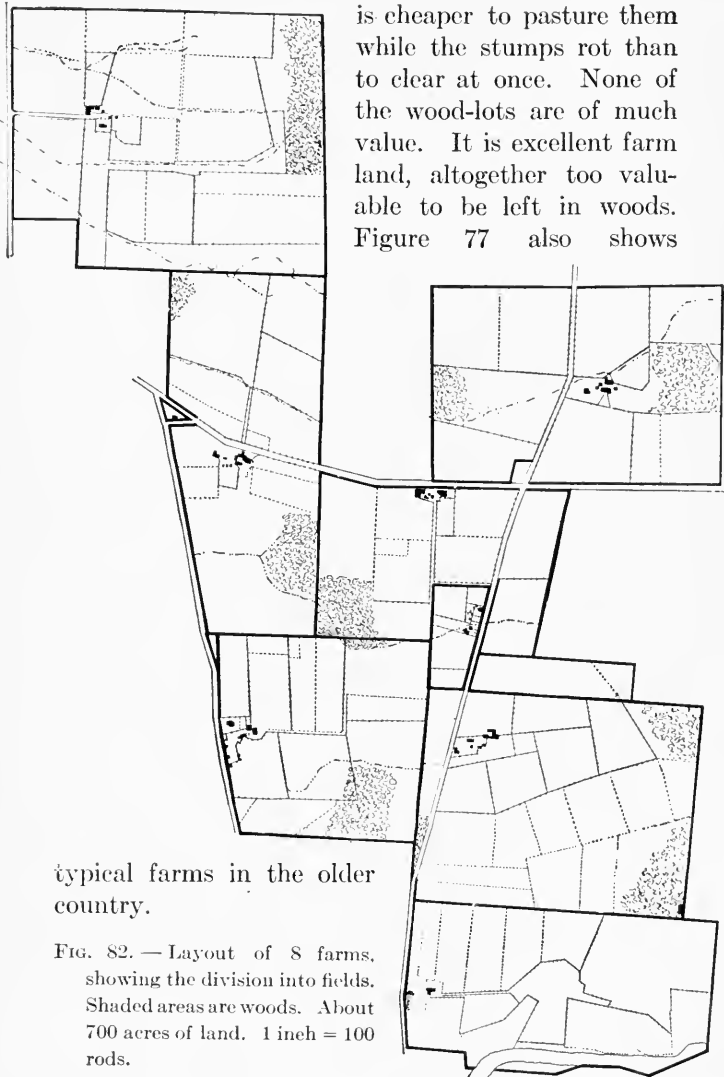 is cheaper to pasture them
while the stumps rot than
to clear at once. None of
the wood-lots are of much
value. It is excellent farm
land, altogether too valu-
able to be left in woods.
Figure 77 also shows
typical farms in the older
country.
FIG. 82. — Layout of 8 farms,
showing the division into fields.
Shaded areas are woods. About
700 acres of land. 1 inch = 100
rods.